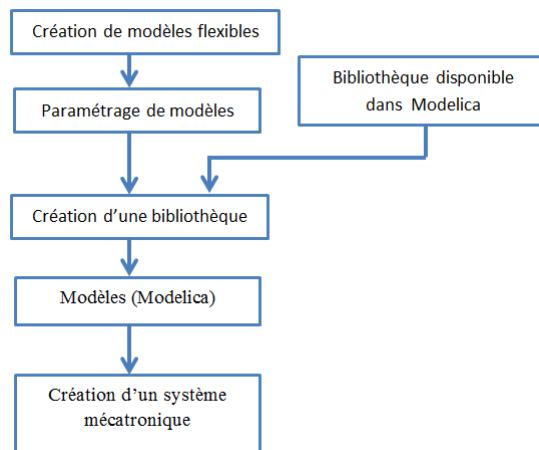 Création de modèles flexibles
Bibliothèque disponible
dans Modelica
Paramétrage de modèles
Création d’une bibliothèque
Modèles (Modelica)
Création d’un système
mécatronique